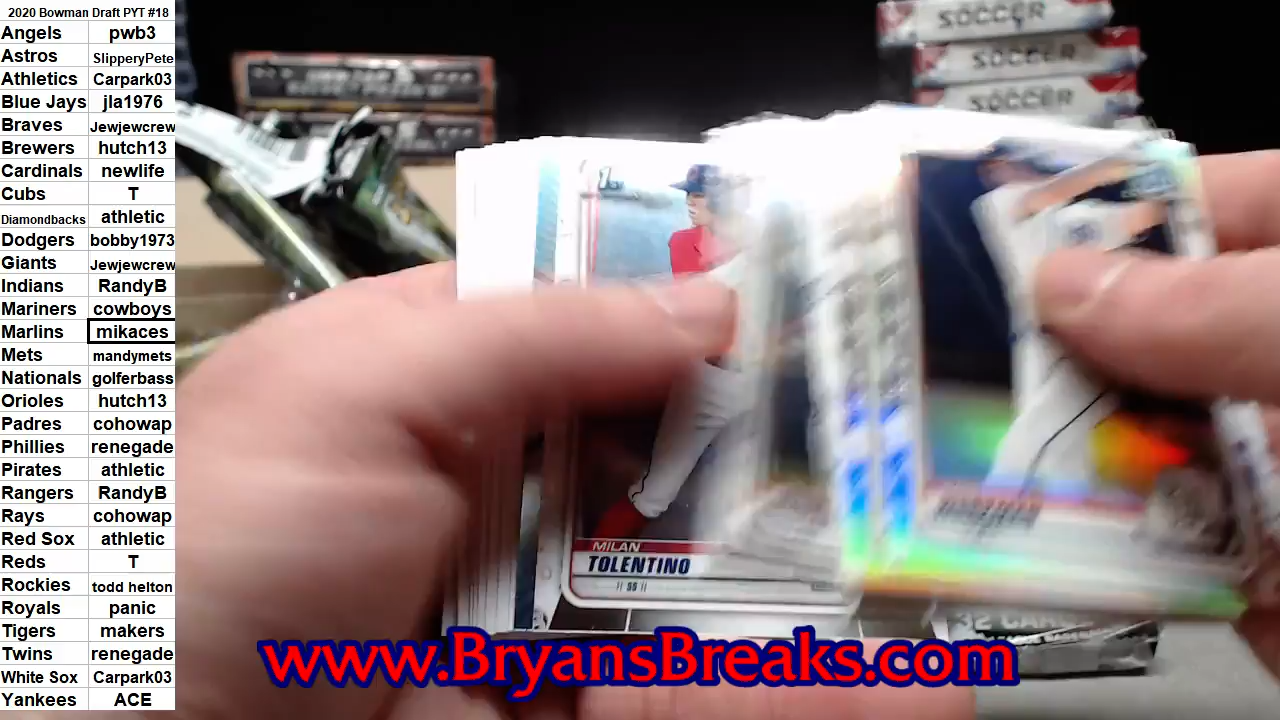 2020 Bowman Draft PYT #18
Angels pwb3
Astros SlipperyPete
Athletics Carpark03
Blue Jays jla1976
Braves Jewjewcrew
Brewers hutch13
Cardinals newlife
Cubs T
Diamondbacks athletic
Dodgers bobby1973
Giants Jewjewcrew
Indians RandyB
Mariners cowboys
Marlins mikaces
Mets mandymets
Nationals golferbass
Orioles hutch13
Padres cohowap
Phillies renegade
Pirates athletic
Rangers RandyB
Rays cohowap
Red Sox athletic
Reds T
Rockies todd helton
Royals panic
Tigers makers
Twins renegade
White Sox Carpark03
Yankees ACE
SOCCER
SOCCER
SOCCER
1st
MILAN
TOLENTINO
SS
www.BryansBreaks.com